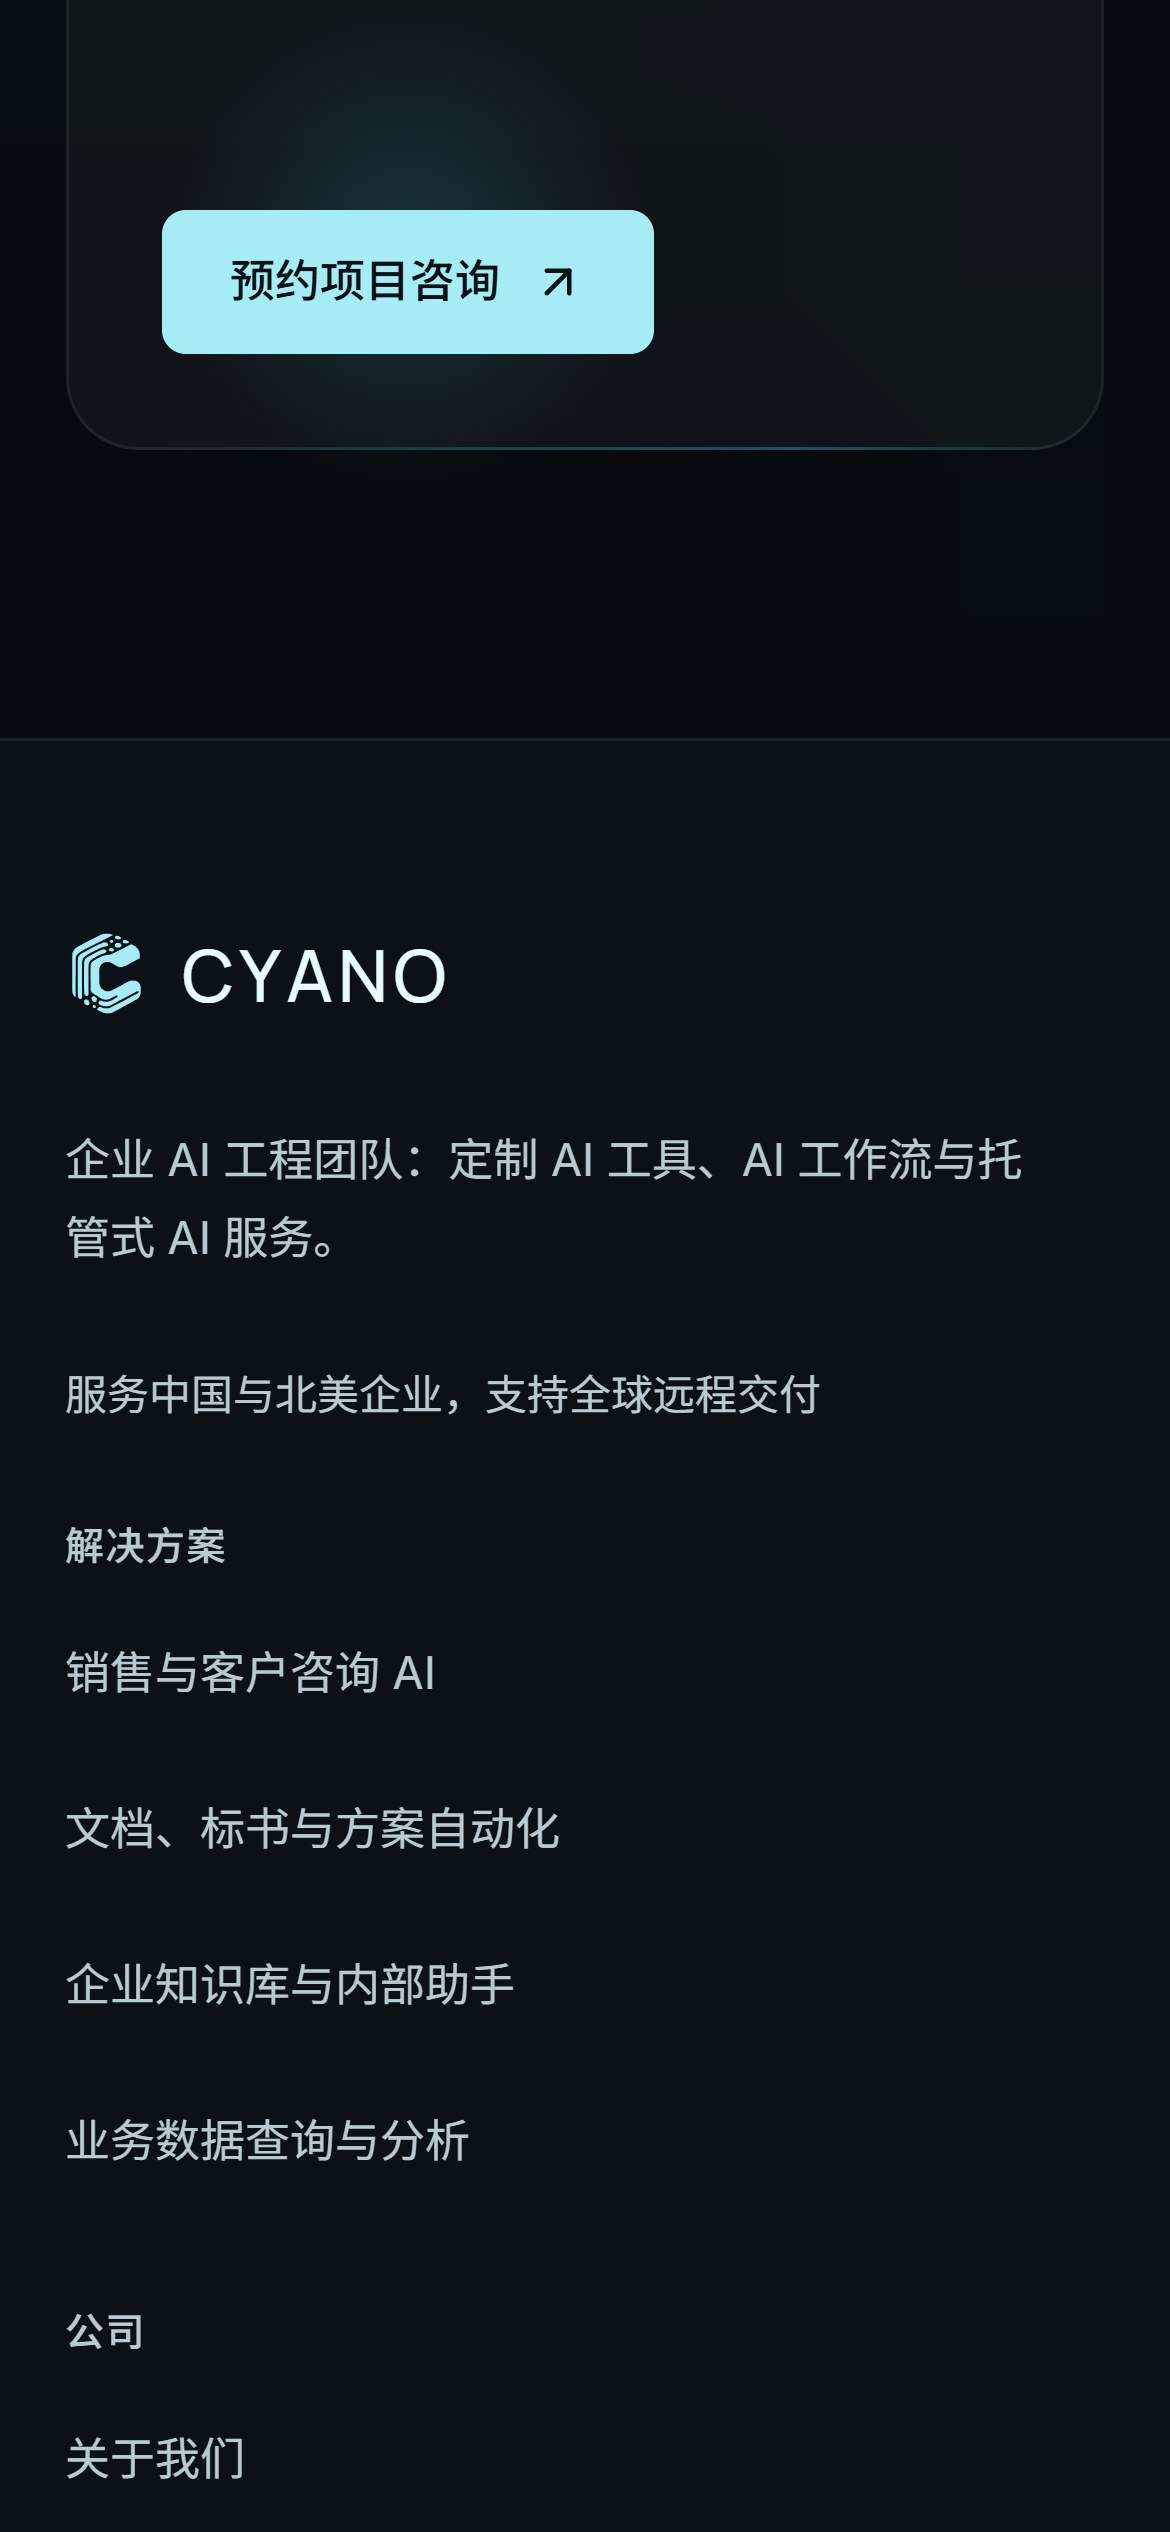 预约项目咨询
CYANO
企业 AI 工程团队：定制 AI 工具、AI 工作流与托
管式 AI 服务。
服务中国与北美企业，支持全球远程交付
解决方案
销售与客户咨询 AI
文档、标书与方案自动化
企业知识库与内部助手
业务数据查询与分析
公司
关于我们